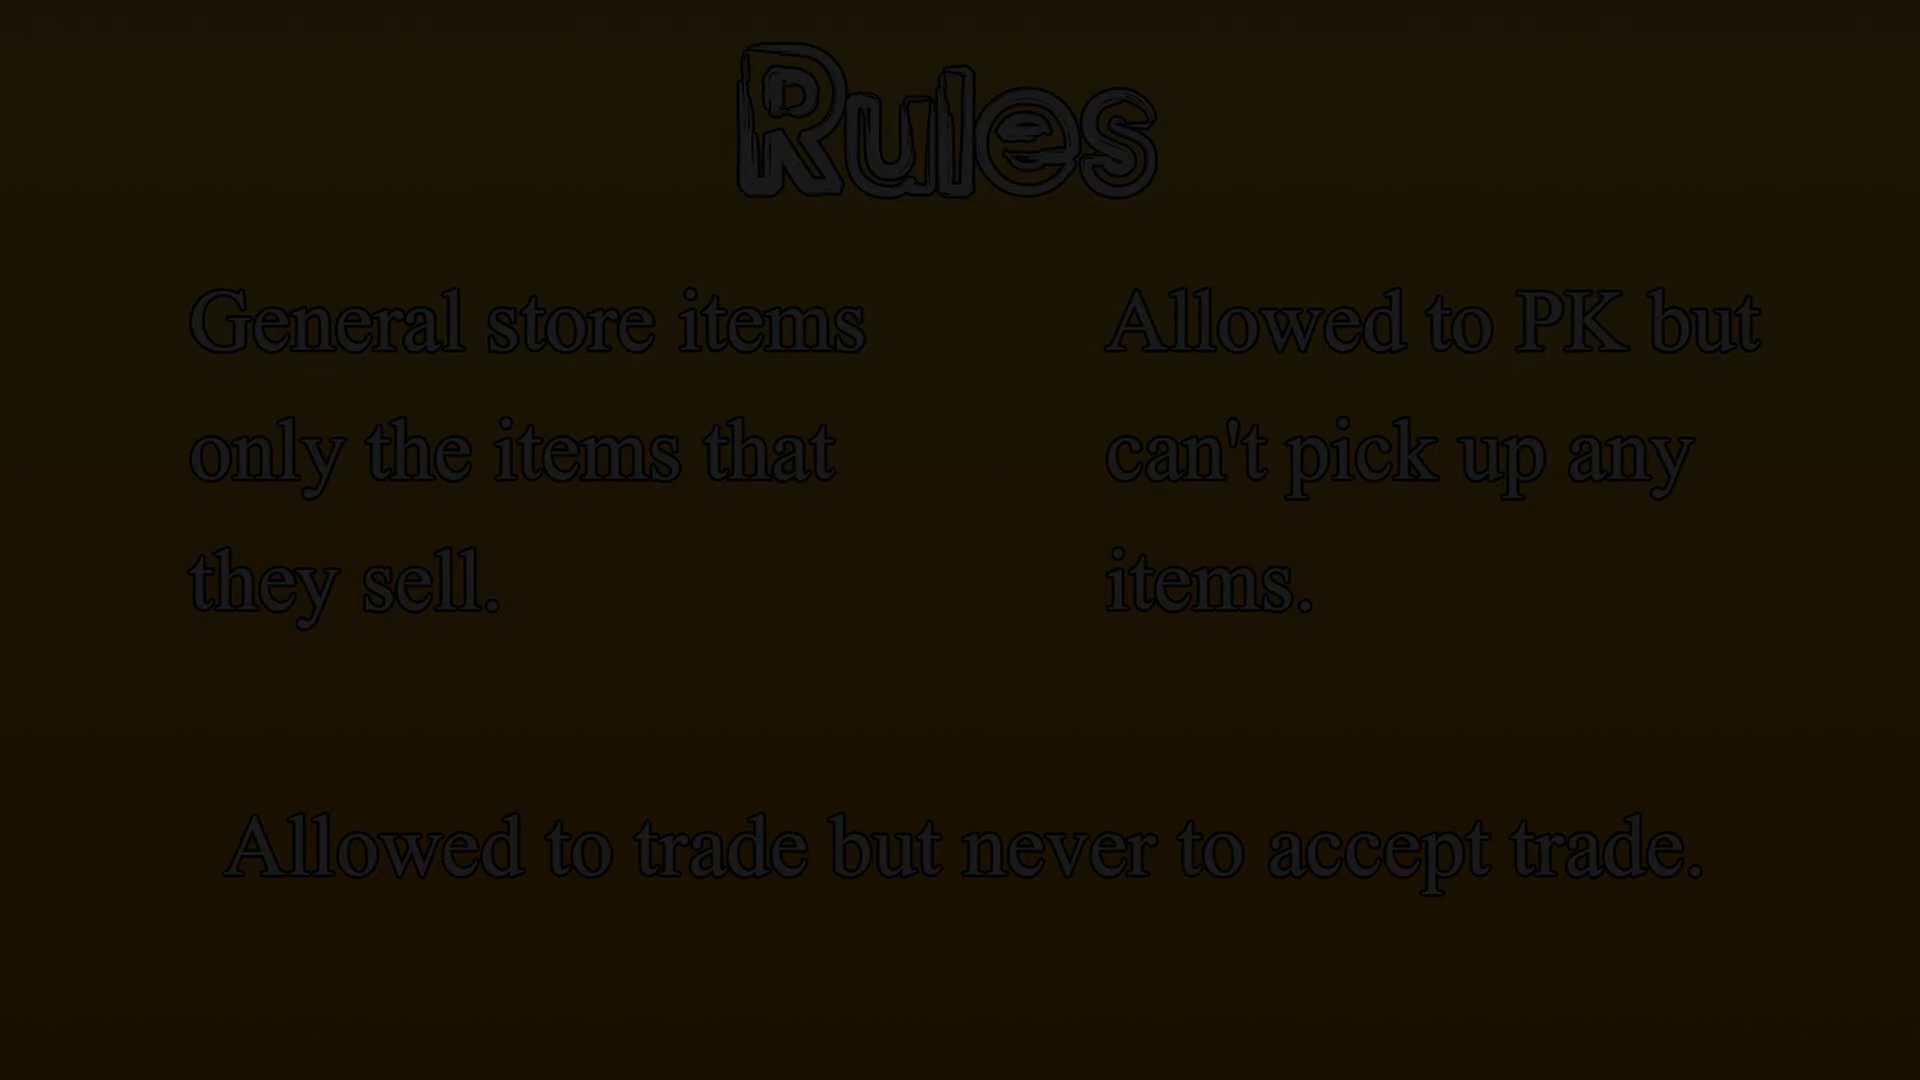 Rules
General store items
only the items that
they sell.
Allowed to PK but
can't pick up any
items.
Allowed to trade but never to accept trade.